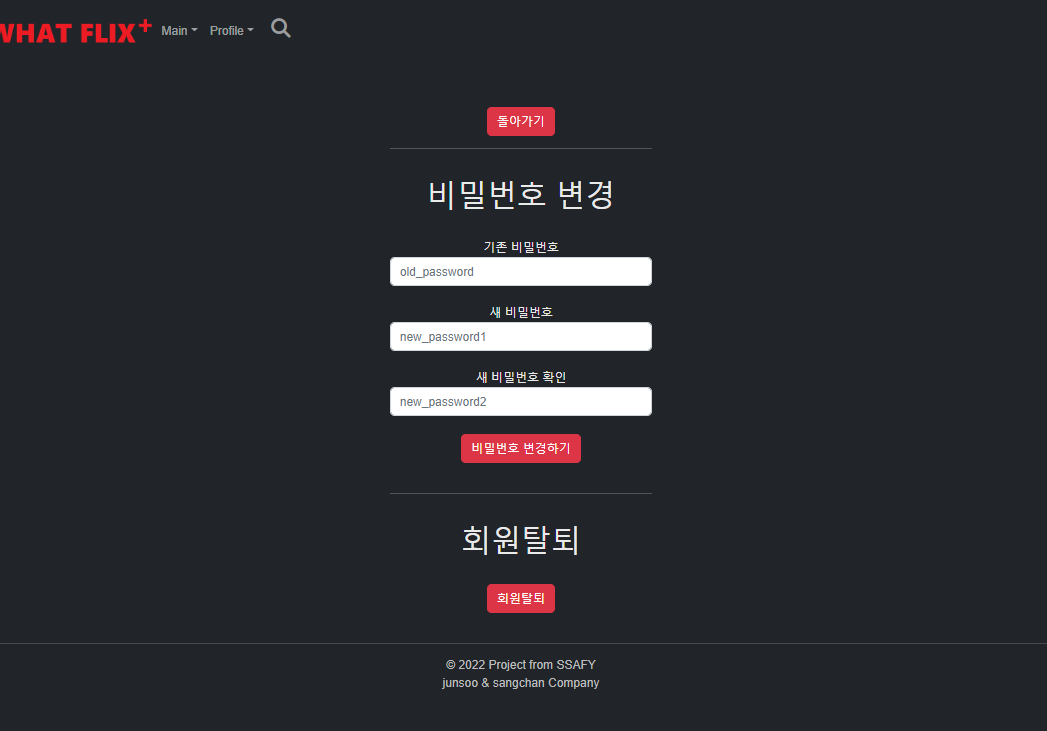 WHAT FLIX+ Main Profile
돌아가기
비밀번호 변경
기존 비밀번호
old_password
새 비밀번호
new_password1
새 비밀번호 확인
new_password2
비밀번호 변경하기
회원탈퇴
회원탈퇴
© 2022 Project from SSAFY
junsoo & sangchan Company